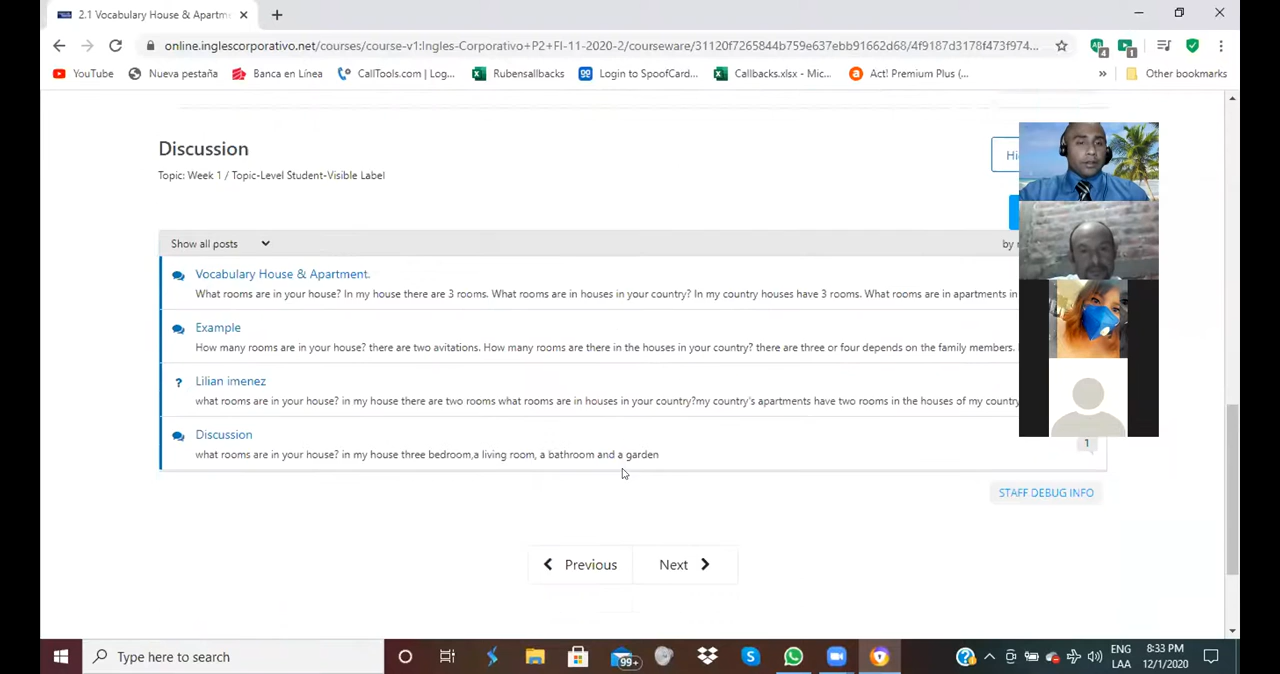 2.1 Vocabulary House & Apartm
online.inglescorporativo.net/courses/course-v1:Ingles-Corporativo+P2+FI-11-2020-2/courseware/31120f7265844b759e637ebb91662d68/4f9187d3178f473f974...
4
1
YouTube Nueva pestaña Banca en Línea CallTools.com | Log... Rubensallbacks Login to SpoofCard... Callbacks.xlsx - Mic... Act! Premium Plus (... » Other bookmarks
Discussion
Hi
Topic: Week 1 / Topic-Level Student-Visible Label
Show all posts
by
Vocabulary House & Apartment.
What rooms are in your house? In my house there are 3 rooms. What rooms are in houses in your country? In my country houses have 3 rooms. What rooms are in apartments in
Example
How many rooms are in your house? there are two avitations. How many rooms are there in the houses in your country? there are three or four depends on the family members.
? Lilian imenez
what rooms are in your house? in my house there are two rooms what rooms are in houses in your country?my country's apartments have two rooms in the houses of my country
Discussion
1
what rooms are in your house? in my house three bedroom,a living room, a bathroom and a garden
STAFF DEBUG INFO
Previous Next
Type here to search
99+
ENG
LAA
8:33 PM
12/1/2020